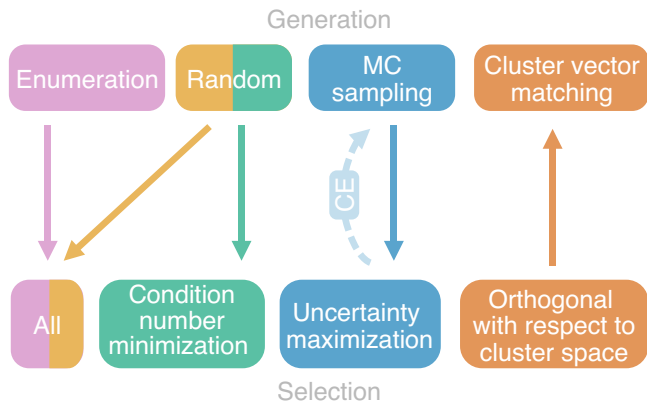 Generation
Enumeration
Random
MC
sampling
Cluster vector
matching
CE
All
Condition
number
minimization
Uncertainty
maximization
Orthogonal
with respect to
cluster space
Selection